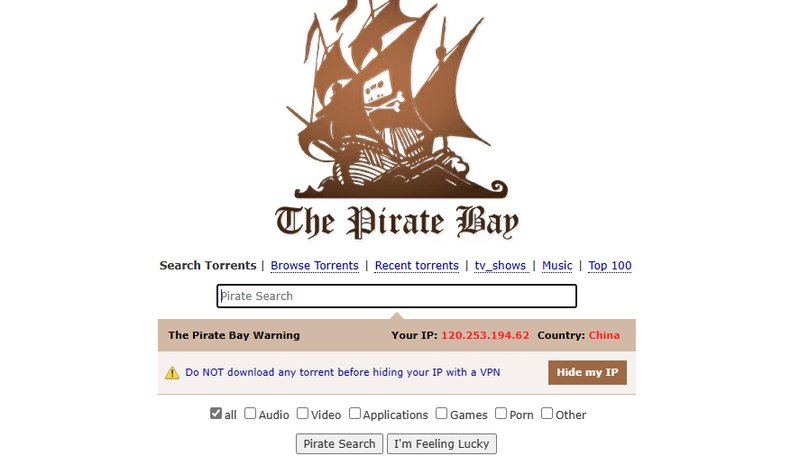 The Pirate Bay
Search Torrents | Browse Torrents | Recent torrents | tv_shows | Music | Top 100
Pirate Search
The Pirate Bay Warning Your IP: 120.253.194.62 Country: China
Do NOT download any torrent before hiding your IP with a VPN Hide my IP
all Audio Video Applications Games Porn Other
Pirate Search I'm Feeling Lucky